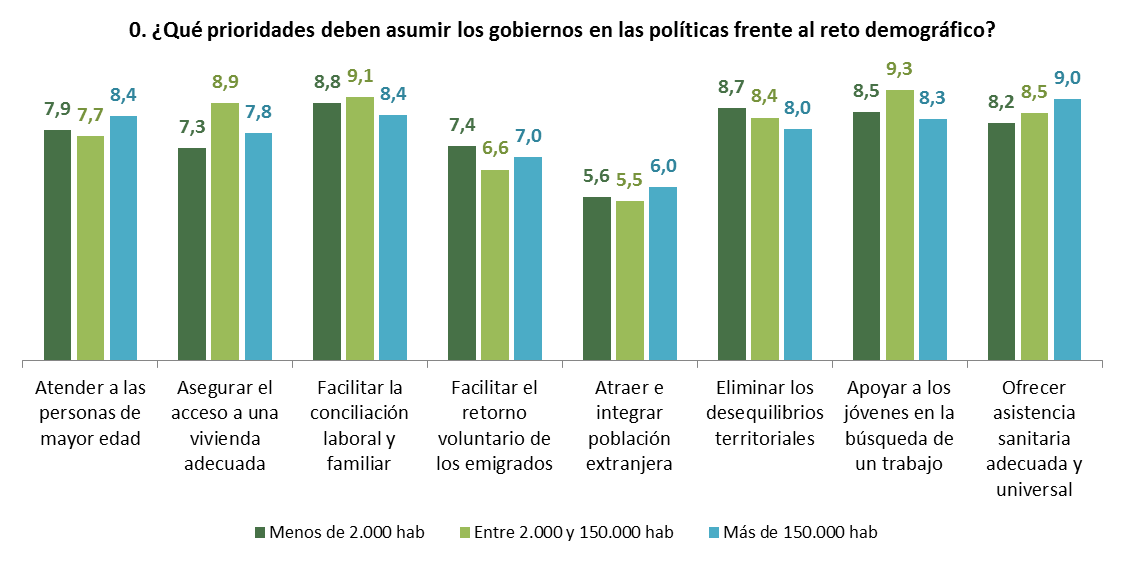 0. ¿Qué prioridades deben asumir los gobiernos en las políticas frente al reto demográfico?
7,9 7,7 8,4
7,3 8,9 7,8
8,8 9,1 8,4
7,4 6,6 7,0
5,6 5,5 6,0
8,7 8,4 8,0
8,5 9,3 8,3
8,2 8,5 9,0
Atender a las
personas de
mayor edad
Asegurar el
acceso a una
vivienda
adecuada
Facilitar la
conciliación
laboral y
familiar
Facilitar el
retorno
voluntario de
los emigrados
Atraer e
integrar
población
extranjera
Eliminar los
desequilibrios
territoriales
Apoyar a los
jóvenes en la
búsqueda de
un trabajo
Ofrecer
asistencia
sanitaria
adecuada y
universal
Menos de 2.000 hab
Entre 2.000 y 150.000 hab
Más de 150.000 hab